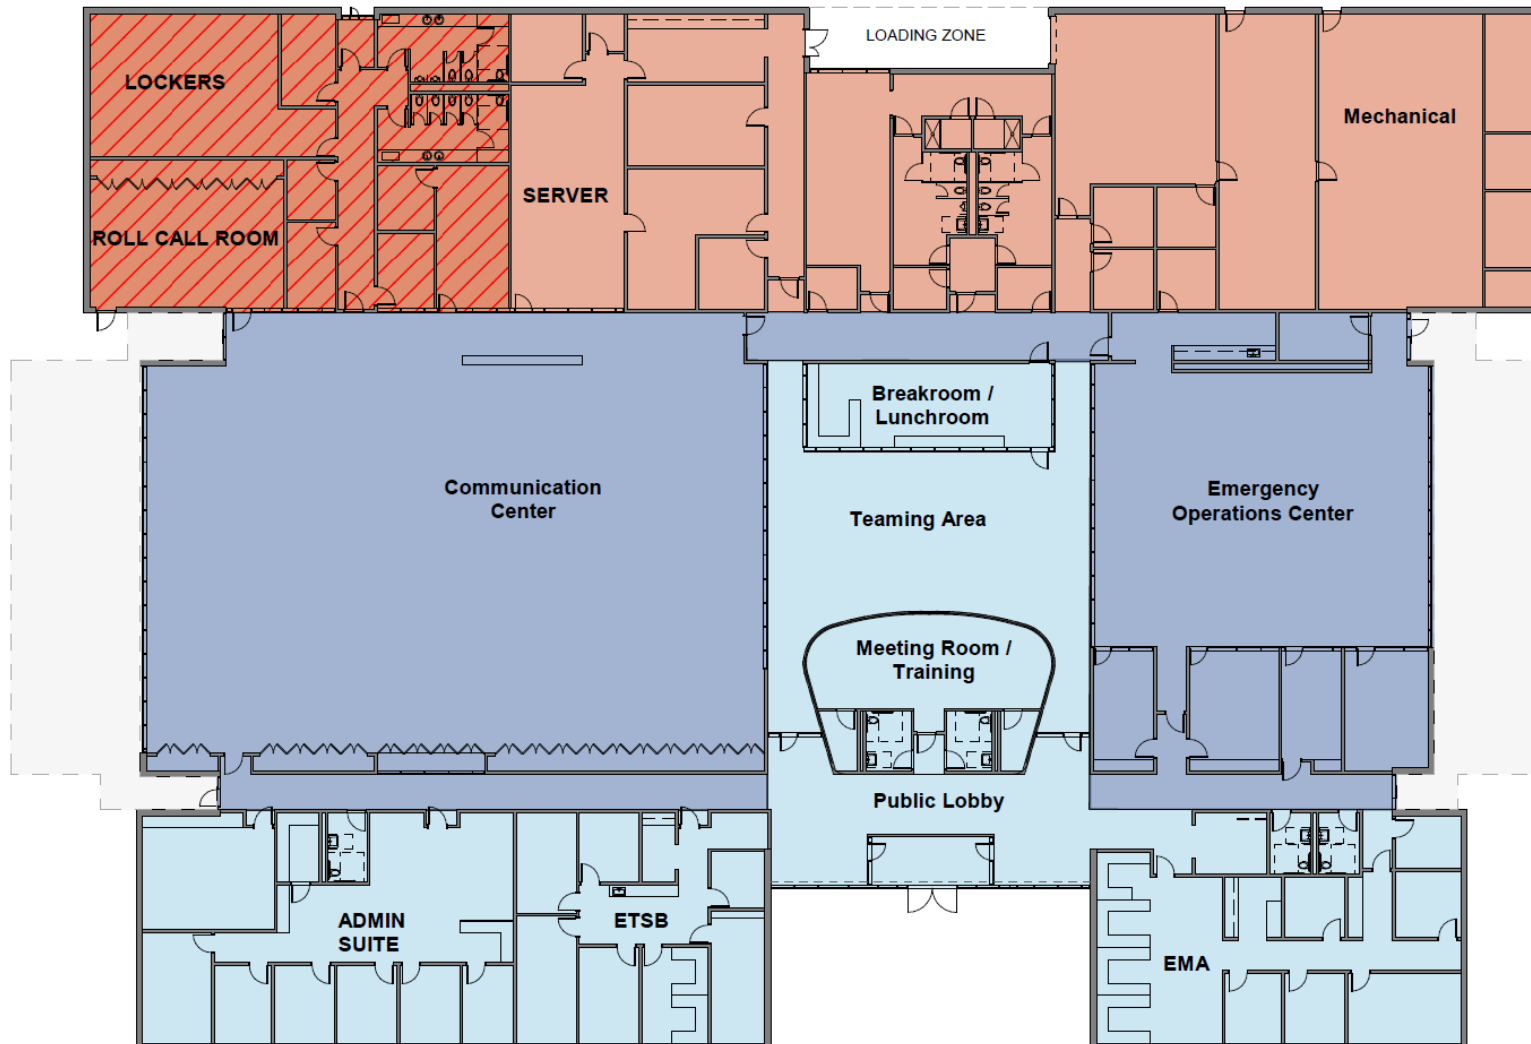 LOADING ZONE
LOCKERS
Mechanical
SERVER
ROLL CALL ROOM
Breakroom /
Lunchroom
Communication
Center
Teaming Area
Emergency
Operations Center
Meeting Room /
Training
Public Lobby
ADMIN
SUITE
ETSB
EMA